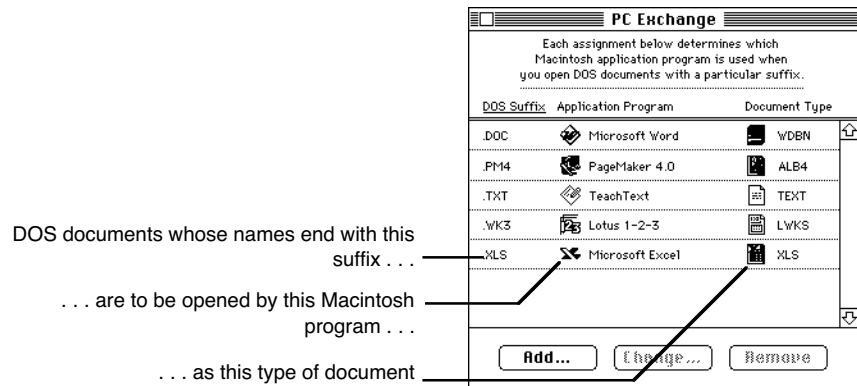 PC Exchange
Each assignment below determines which
Macintosh application program is used when
you open DOS documents with a particular suffix.
DOS Suffix Application Program Document Type
.DOC Microsoft Word WDBN
.PM4 PageMaker 4.0 ALB4
.TXT TeachText TEXT
.WK3 Lotus 1-2-3 LWKS
.XLS Microsoft Excel XLS
DOS documents whose names end with this
suffix . . .
. . . are to be opened by this Macintosh
program . . .
. . . as this type of document
Add... Change... Remove